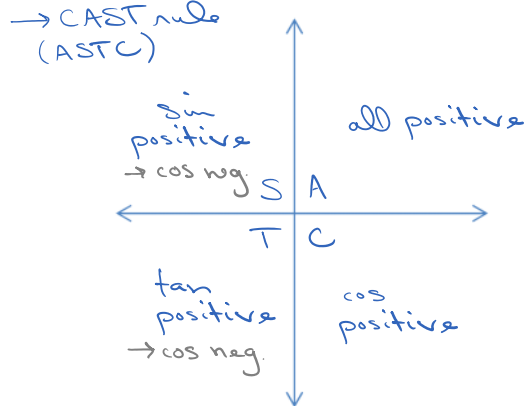 → CAST rule
(ASTC)
sin
positive
→ cos neg.
all positive
S A
T C
tan
positive
→ cos neg.
cos
positive